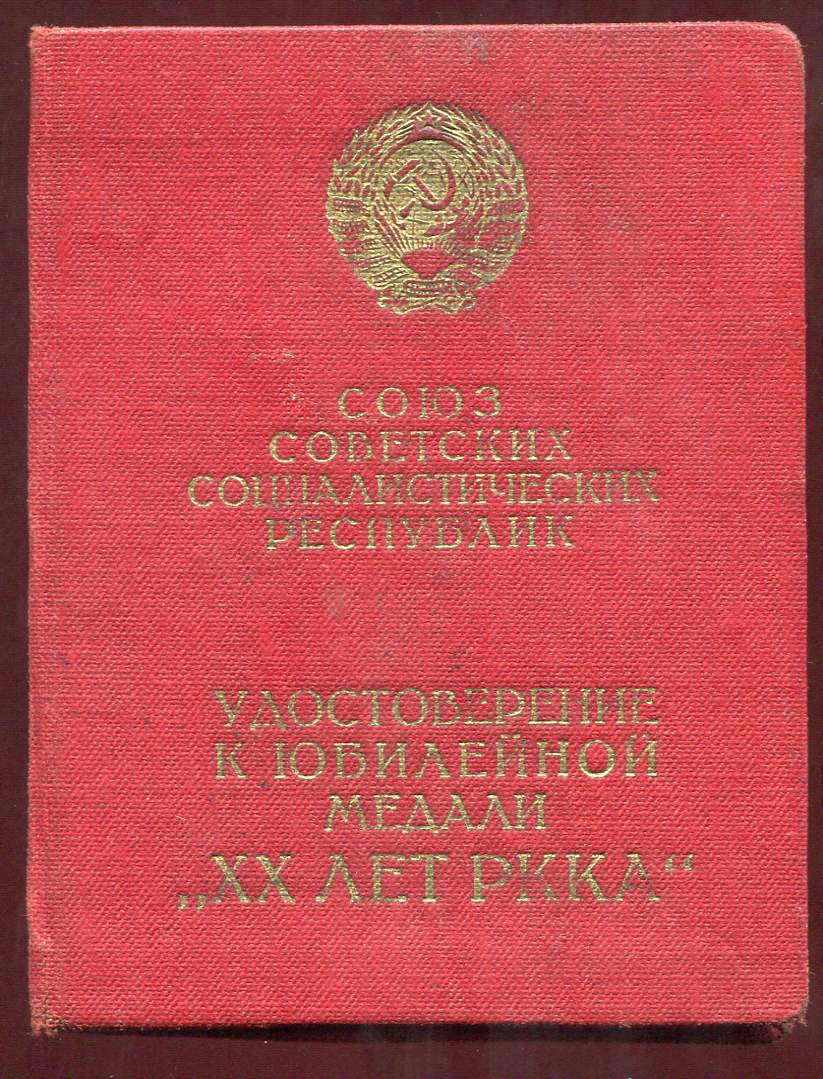 СОЮЗ
СОВЕТСКИХ
СОЦИАЛИСТИЧЕСКИХ
РЕСПУБЛИК
УДОСТОВЕРЕНИЕ
К ЮБИЛЕЙНОЙ
МЕДАЛИ
„XX ЛЕТ РККА“